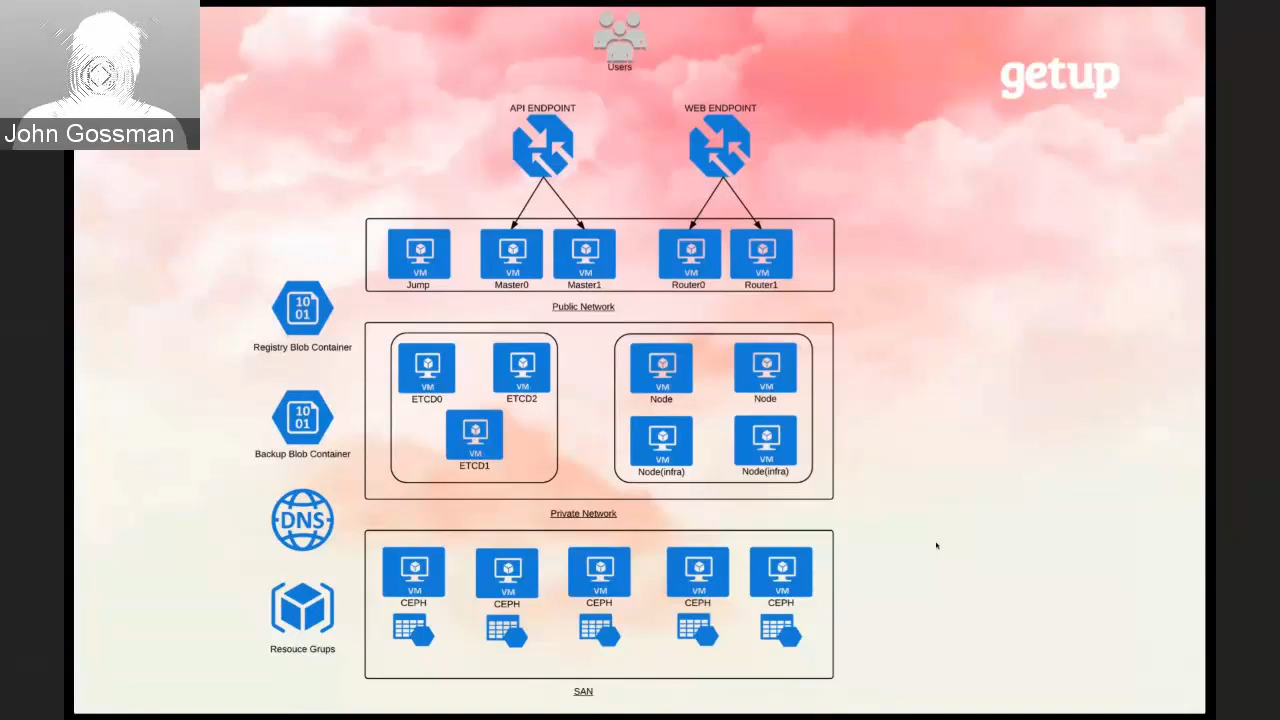 John Gossman
Users
getup
API ENDPOINT
WEB ENDPOINT
VM
VM
VM
VM
VM
Jump
Master0
Master1
Router0
Router1
Public Network
10
01
Registry Blob Container
VM
VM
VM
VM
ETCD0
ETCD2
Node
Node
VM
VM
VM
ETCD1
Node(infra)
Node(infra)
10
01
Backup Blob Container
Private Network
DNS
VM
VM
VM
VM
VM
CEPH
CEPH
CEPH
CEPH
CEPH
Resouce Grups
SAN